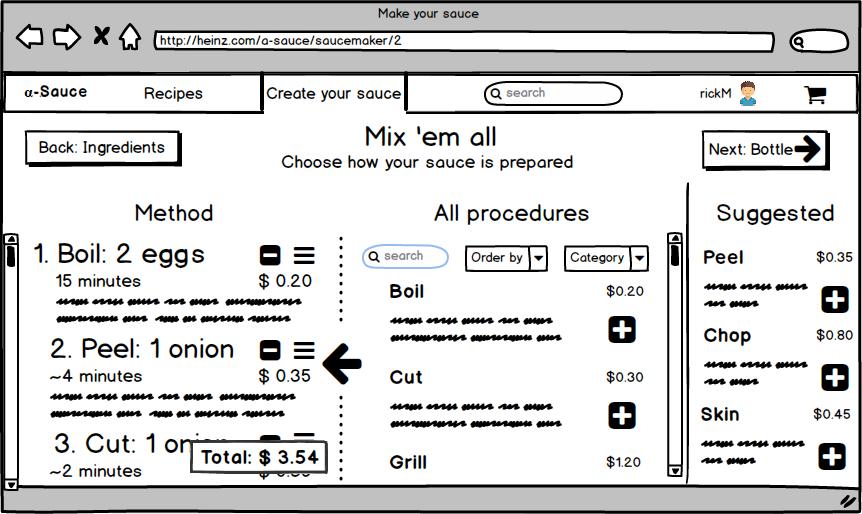 Make your sauce
http://heinz.com/a-sauce/saucemaker/2
α-Sauce Recipes Create your sauce search rickM
Back: Ingredients
Mix 'em all
Choose how your sauce is prepared
Next: Bottle
Method
1. Boil: 2 eggs
15 minutes $ 0.20
2. Peel: 1 onion
~4 minutes $ 0.35
3. Cut: 1 onion
~2 minutes
Total: $ 3.54
All procedures
search Order by Category
Boil $0.20
Cut $0.30
Grill $1.20
Suggested
Peel $0.35
Chop $0.80
Skin $0.45